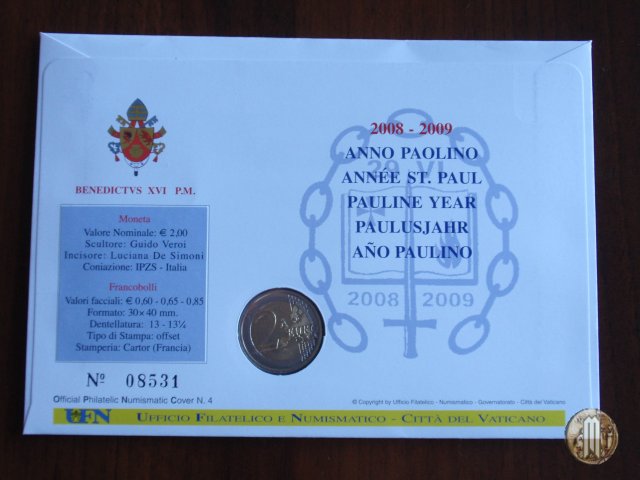 BENEDICTVS XVI P.M.
Moneta
Valore Nominale: € 2,00
Scultore: Guido Veroi
Incisore: Luciana De Simoni
Coniazione: IPZS - Italia
Francobolli
Valori facciali: € 0,60 - 0,65 - 0,85
Formato: 30×40 mm.
Dentellatura: 13 - 13¼
Tipo di Stampa: offset
Stamperia: Cartor (Francia)
Nº 08531
Official Philatelic Numismatic Cover N. 4
2008 - 2009
ANNO PAOLINO
ANNÉE ST. PAUL
PAULINE YEAR
PAULUSJAHR
AÑO PAULINO
29 VI
2008 2009
2 EURO
© Copyright by Ufficio Filatelico - Numismatico - Governatorato - Città del Vaticano
UFN UFFICIO FILATELICO E NUMISMATICO - CITTÀ DEL VATICANO